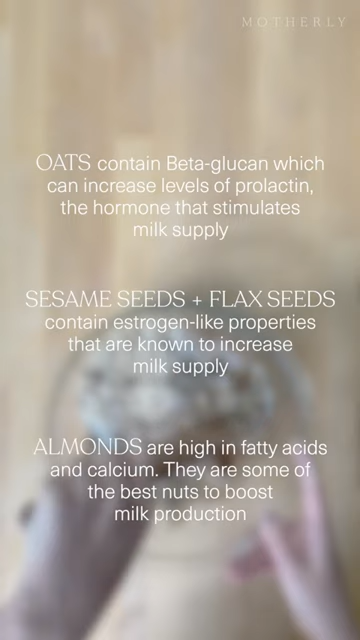 MOTHERLY
OATS contain Beta-glucan which
can increase levels of prolactin,
the hormone that stimulates
milk supply
SESAME SEEDS + FLAX SEEDS
contain estrogen-like properties
that are known to increase
milk supply
ALMONDS are high in fatty acids
and calcium. They are some of
the best nuts to boost
milk production